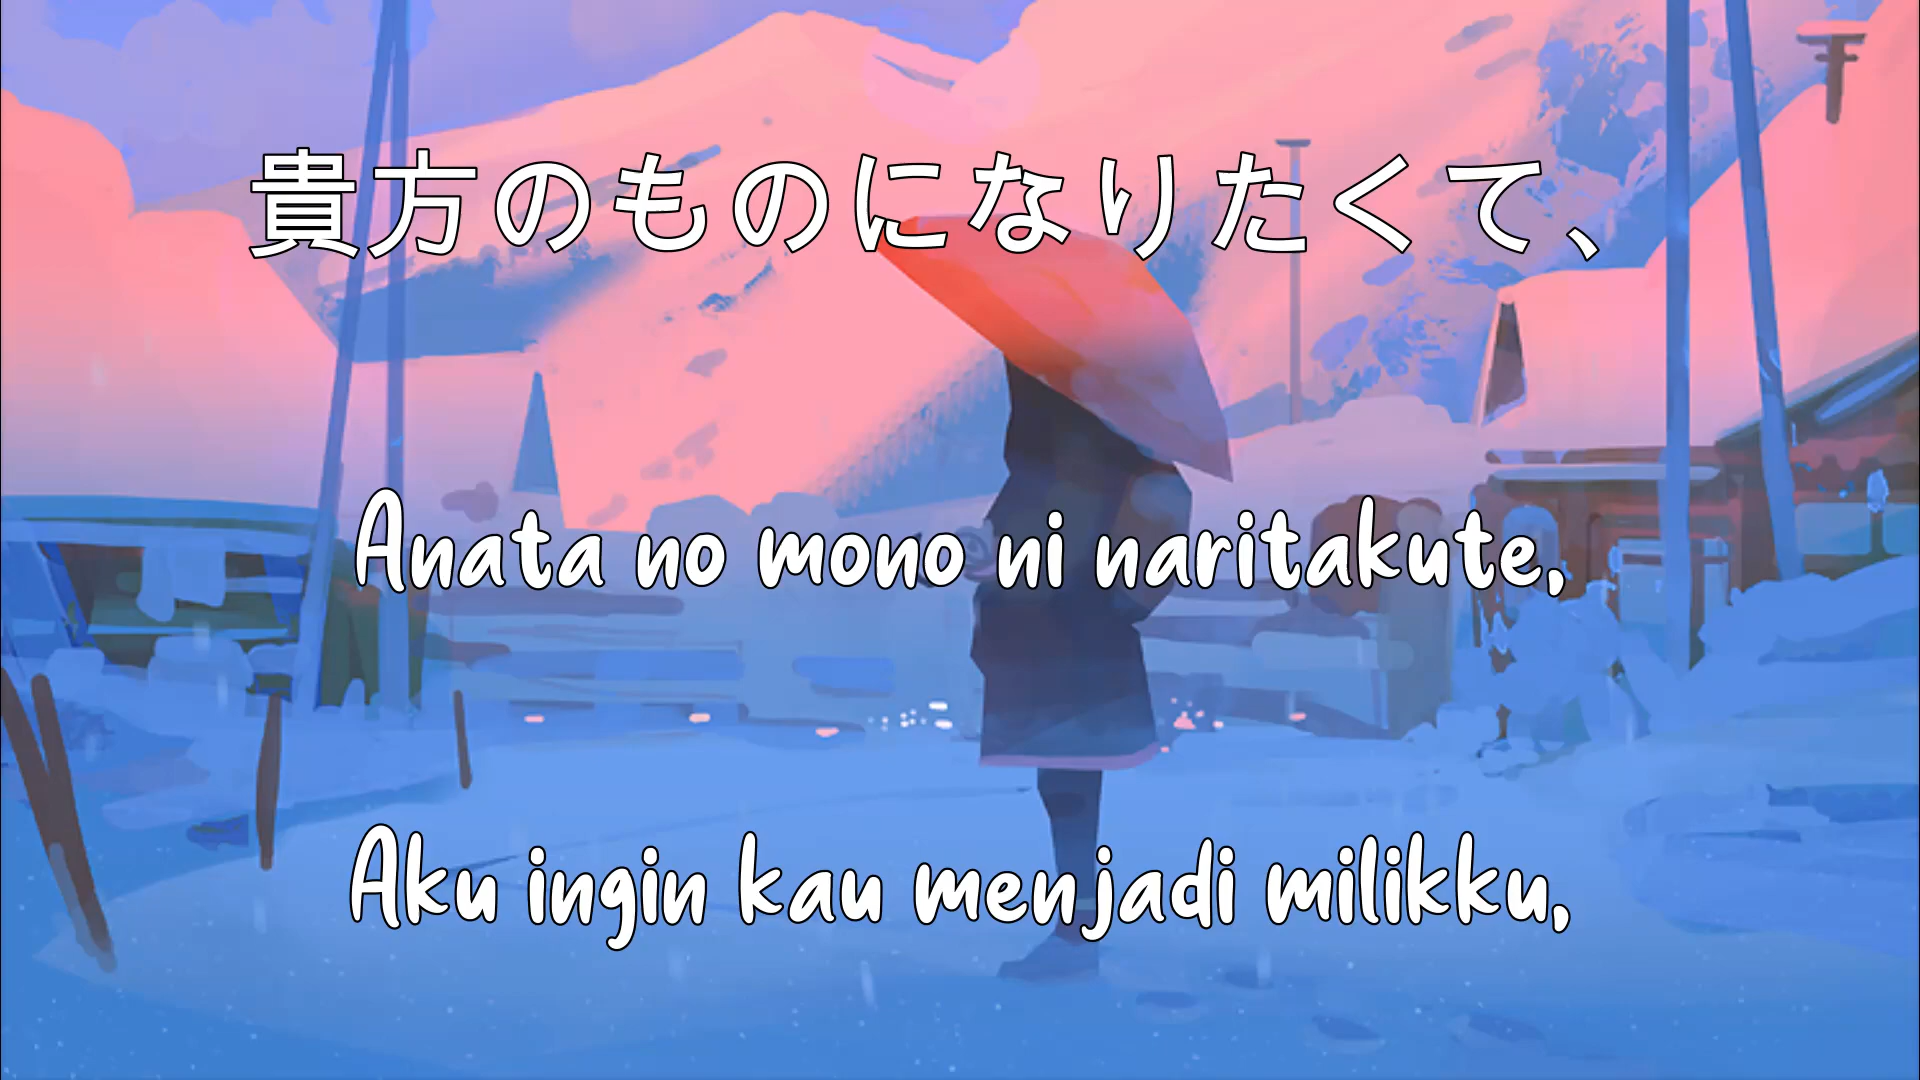 貴方のものになりたくて、
Anata no mono ni naritakute,
Aku ingin kau menjadi milikku,